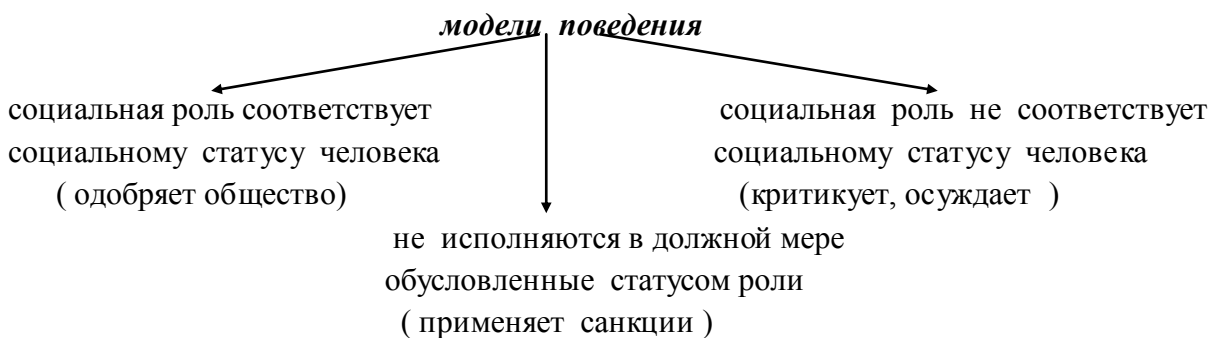 модели поведения
социальная роль соответствует
социальному статусу человека
( одобряет общество)
социальная роль не соответствует
социальному статусу человека
(критикует, осуждает )
не исполняются в должной мере
обусловленные статусом роли
( применяет санкции )